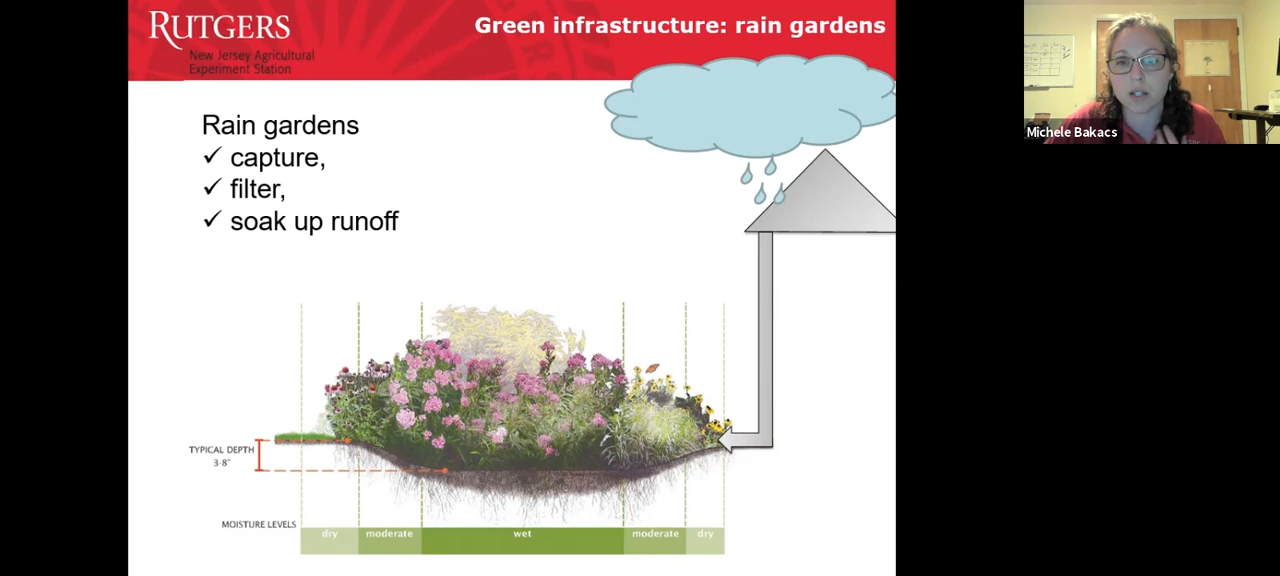 RUTGERS
New Jersey Agricultural
Experiment Station
Green infrastructure: rain gardens
Michele Bakacs
Rain gardens
✓ capture,
✓ filter,
✓ soak up runoff
TYPICAL DEPTH
3-8"
MOISTURE LEVELS
dry moderate wet moderate dry